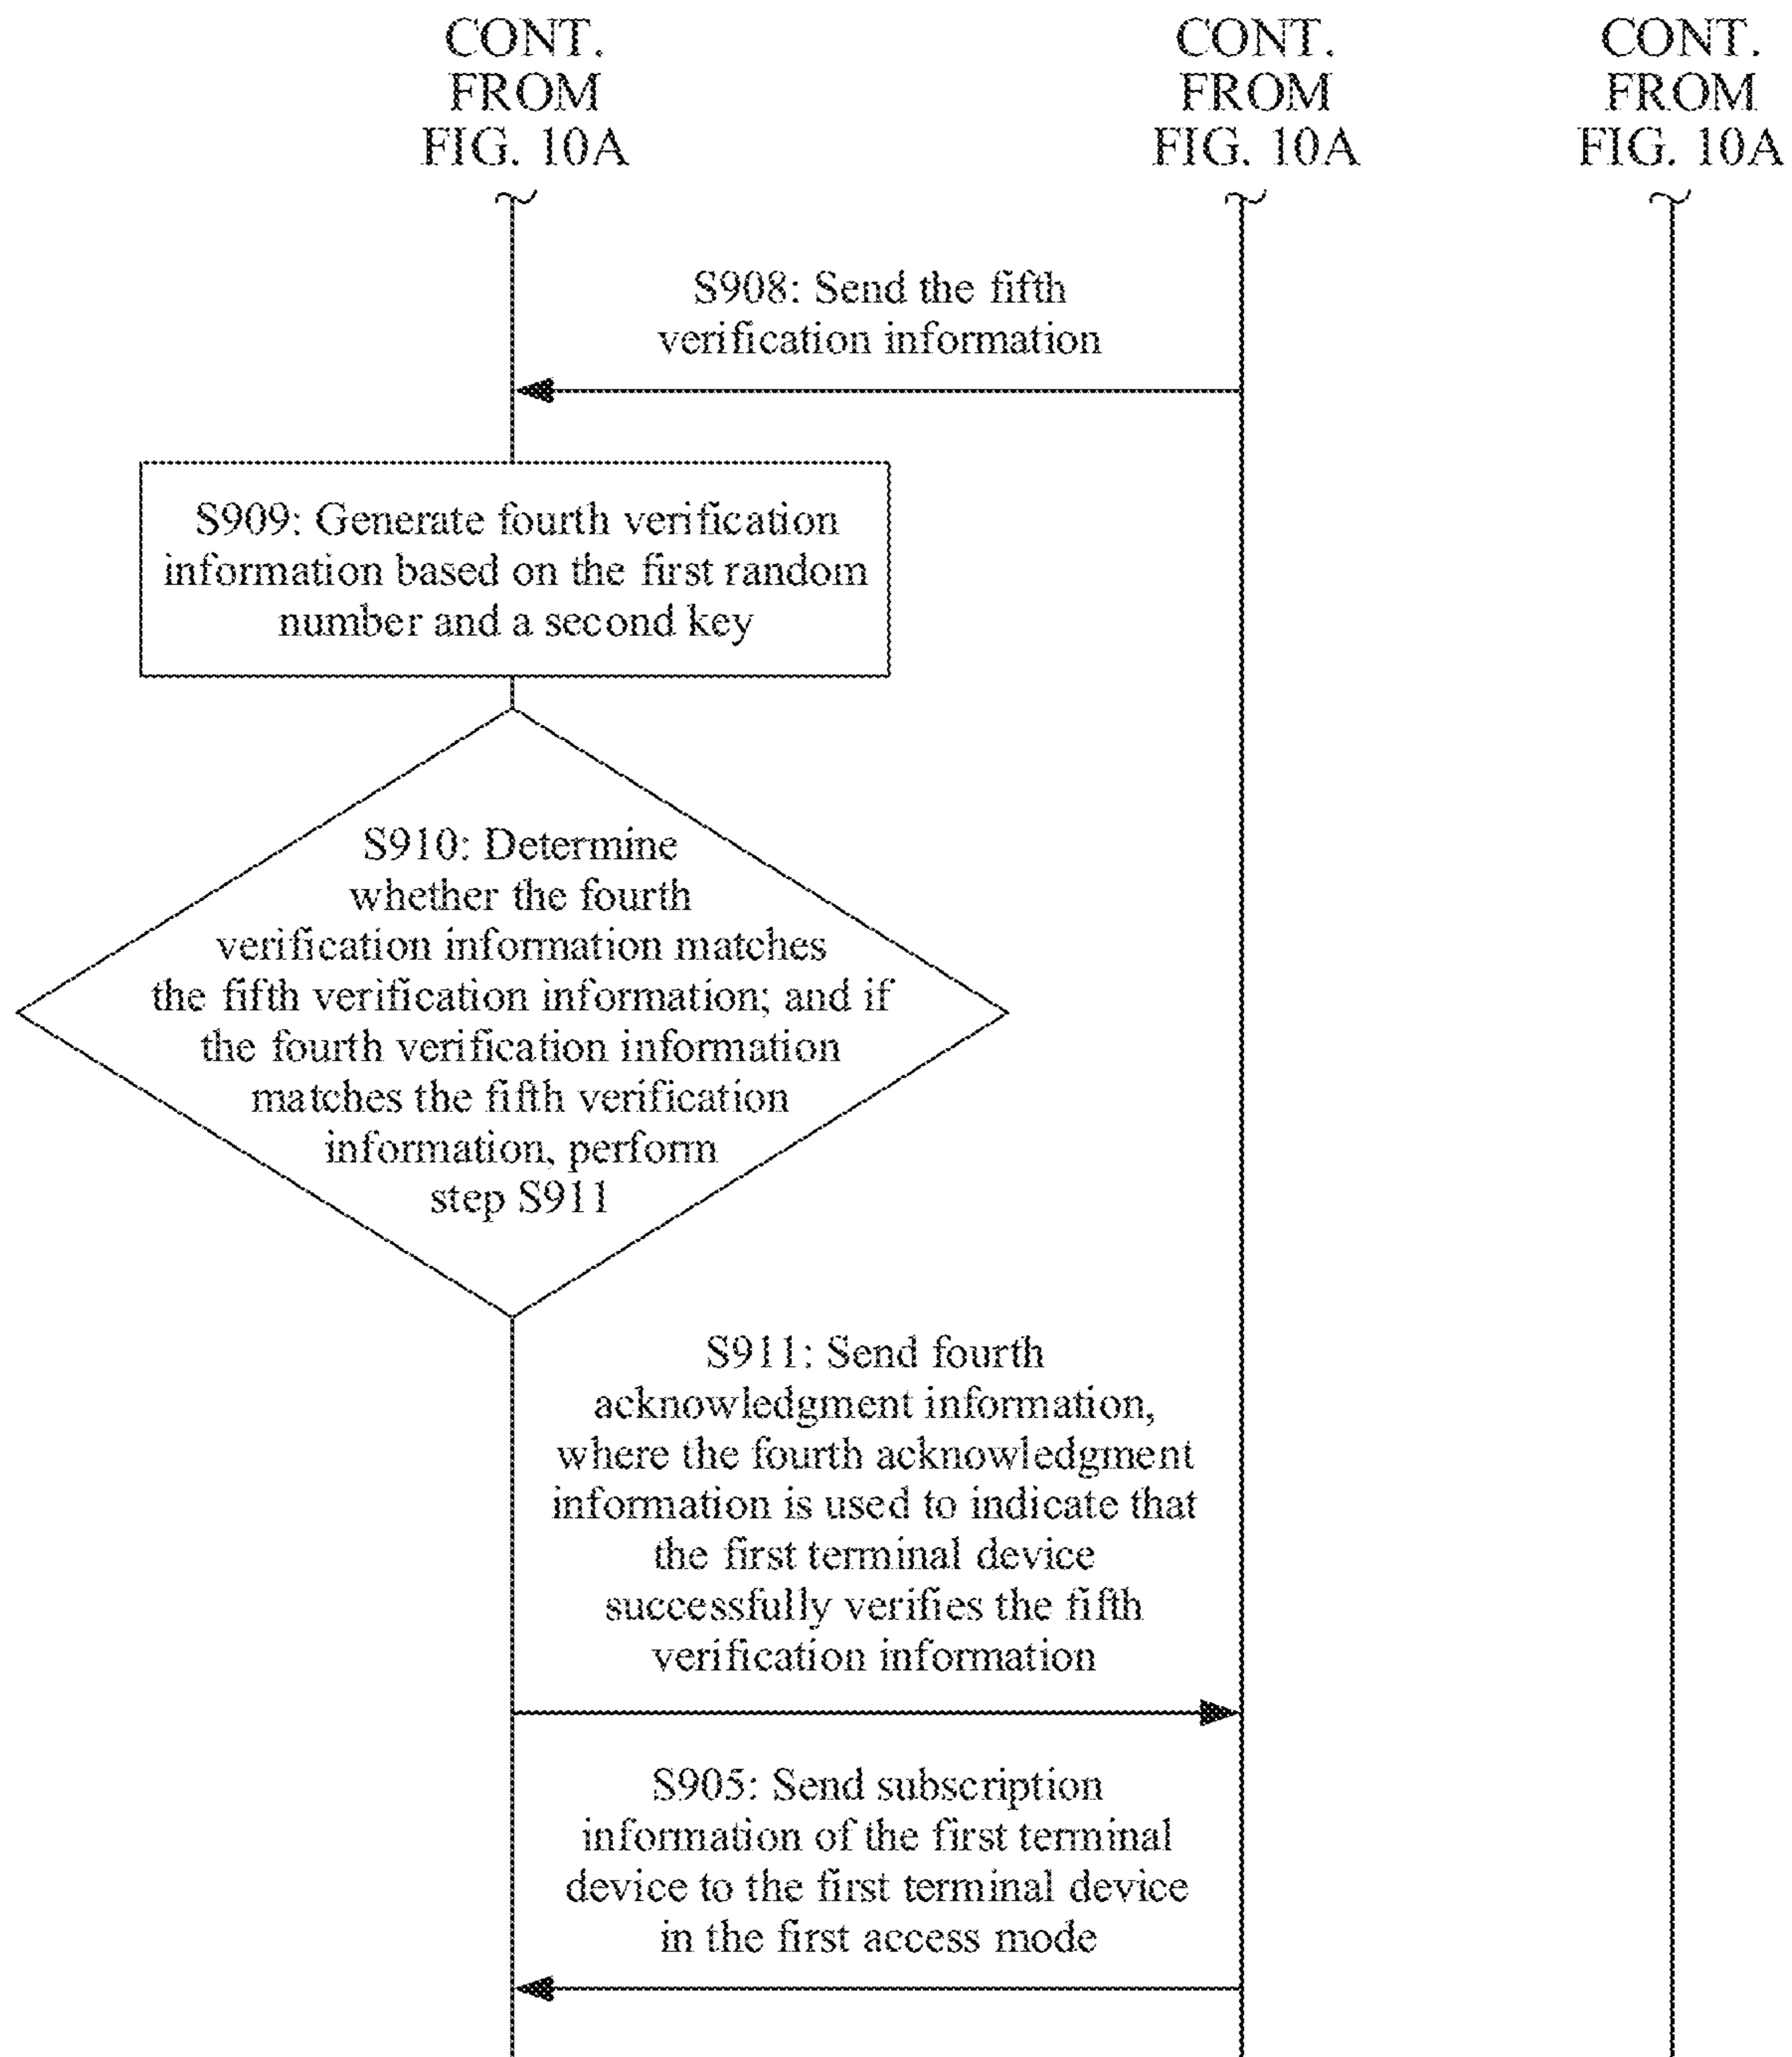 CONT.
FROM
FIG. 10A
CONT.
FROM
FIG. 10A
CONT.
FROM
FIG. 10A
S908: Send the fifth
verification information
S909: Generate fourth verification
information based on the first random
number and a second key
S910: Determine
whether the fourth
verification information matches
the fifth verification information; and if
the fourth verification information
matches the fifth verification
information, perform
step S911
S911: Send fourth
acknowledgment information,
where the fourth acknowledgment
information is used to indicate that
the first terminal device
successfully verifies the fifth
verification information
S905: Send subscription
information of the first terminal
device to the first terminal device
in the first access mode